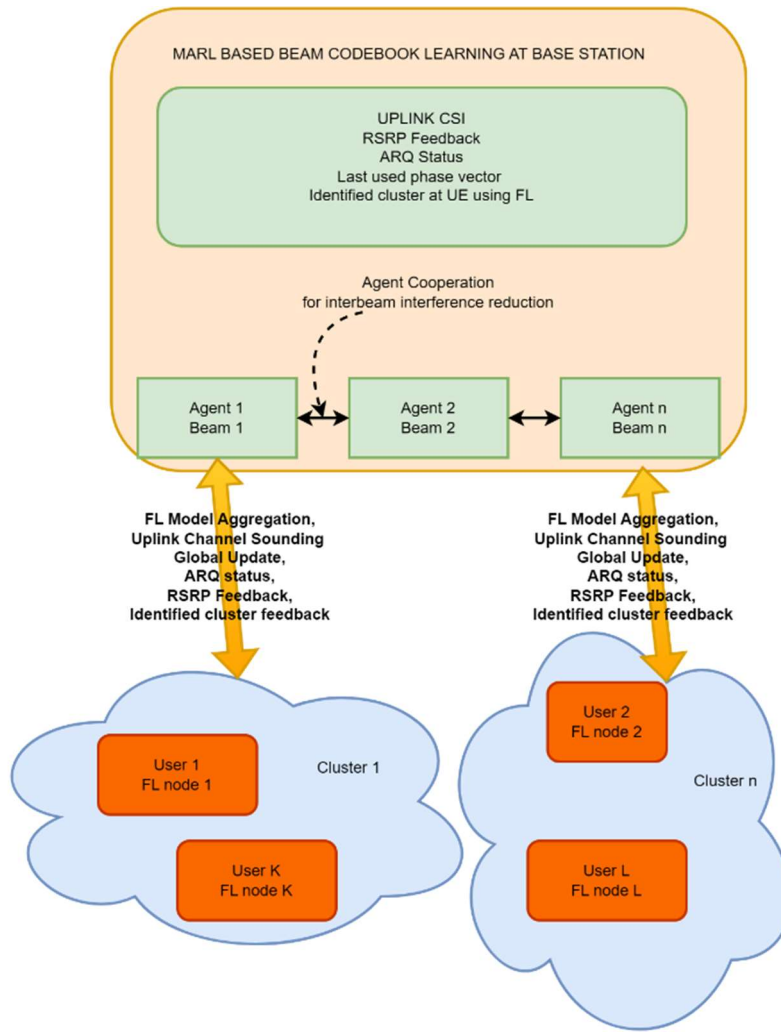 MARL BASED BEAM CODEBOOK LEARNING AT BASE STATION
UPLINK CSI
RSRP Feedback
ARQ Status
Last used phase vector
Identified cluster at UE using FL
Agent Cooperation
for interbeam interference reduction
Agent 1
Beam 1
Agent 2
Beam 2
Agent n
Beam n
FL Model Aggregation,
Uplink Channel Sounding
Global Update,
ARQ status,
RSRP Feedback,
Identified cluster feedback
FL Model Aggregation,
Uplink Channel Sounding
Global Update,
ARQ status,
RSRP Feedback,
Identified cluster feedback
User 1
FL node 1
Cluster 1
User K
FL node K
User 2
FL node 2
Cluster n
User L
FL node L